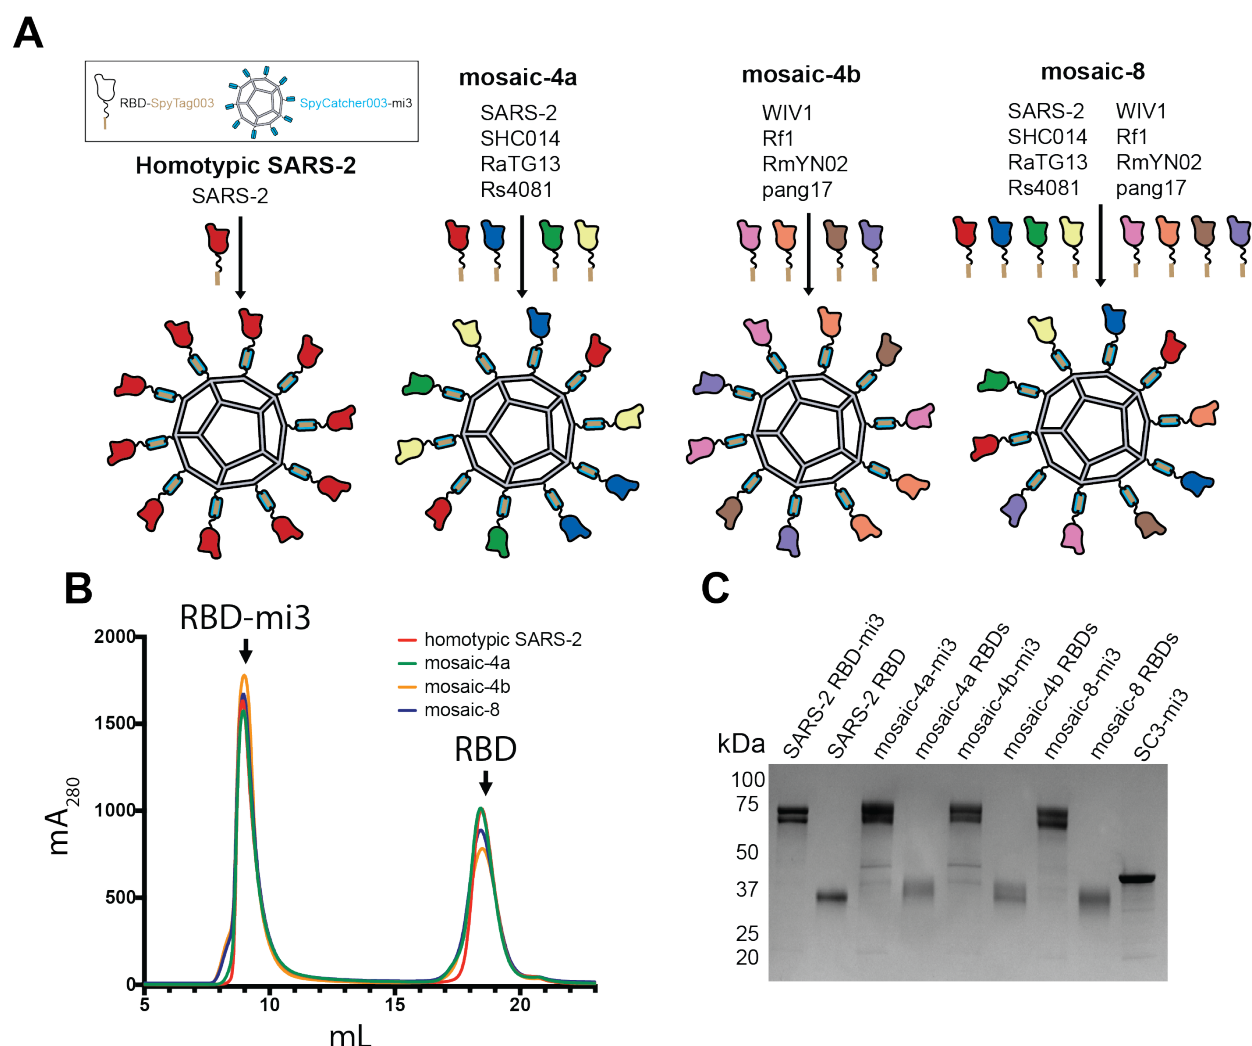 A
RBD-SpyTag003
SpyCatcher003-mi3
Homotypic SARS-2
SARS-2
mosaic-4a
SARS-2
SHC014
RaTG13
Rs4081
mosaic-4b
WIV1
Rf1
RmYN02
pang17
mosaic-8
SARS-2 WIV1
SHC014 Rf1
RaTG13 RmYN02
Rs4081 pang17
B
RBD-mi3
RBD
homotypic SARS-2
mosaic-4a
mosaic-4b
mosaic-8
mA280
2000
1500
1000
500
0
5 10 15 20
mL
C
SARS-2 RBD-mi3
SARS-2 RBD
mosaic-4a-mi3
mosaic-4a RBDs
mosaic-4b-mi3
mosaic-4b RBDs
mosaic-8-mi3
mosaic-8 RBDs
SC3-mi3
kDa
100
75
50
37
25
20